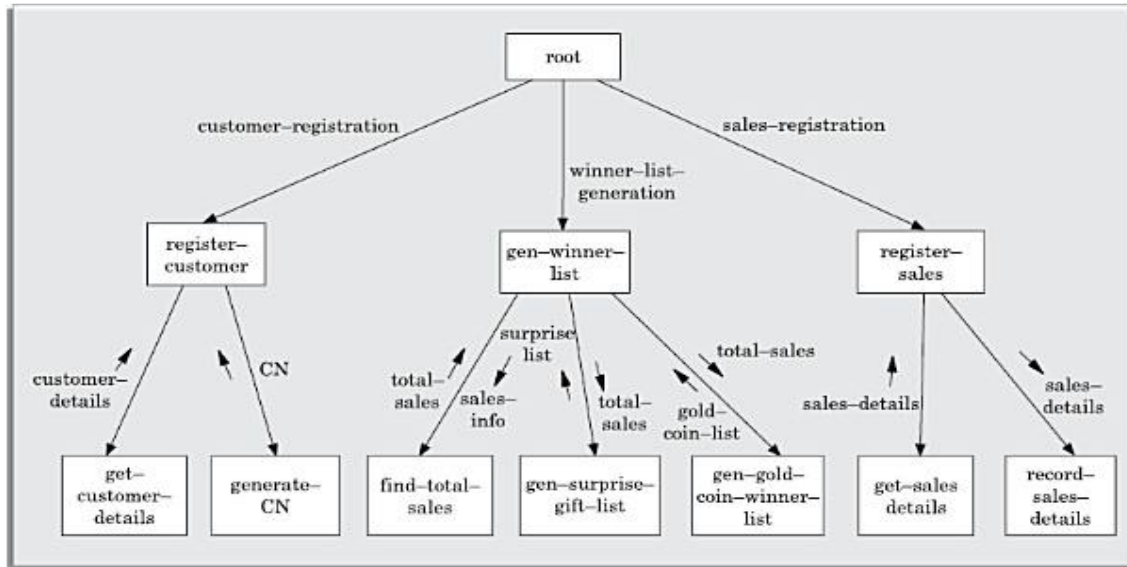 root
customer–registration
sales–registration
winner–list–
generation
register–
customer
gen–winner–
list
register–
sales
customer–
details
CN
total–
sales
sales–
info
surprise
list
total–
sales
gold–
coin–list
total–sales
sales–details
sales–
details
get–
customer–
details
generate–
CN
find–total–
sales
gen–surprise–
gift–list
gen–gold–
coin–winner–
list
get–sales
details
record–
sales–
details